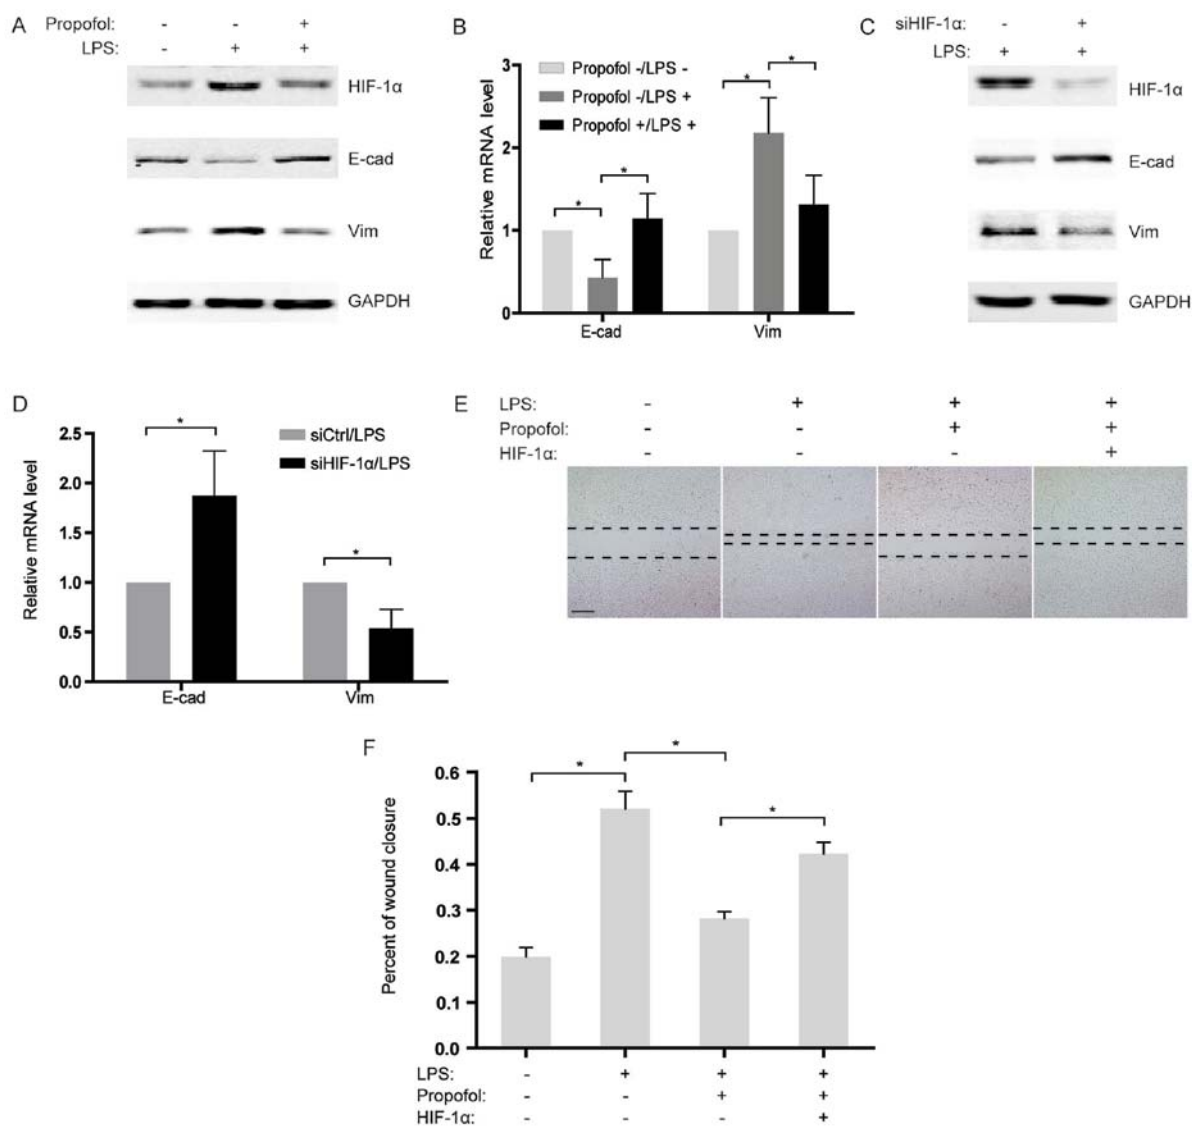 A
Propofol: - - +
LPS: - + +
HIF-1α
E-cad
Vim
GAPDH
B
Relative mRNA level
3
2
1
0
Propofol -/LPS -
Propofol -/LPS +
Propofol +/LPS +
* * * *
E-cad Vim
C
siHIF-1α: - +
LPS: + +
HIF-1α
E-cad
Vim
GAPDH
D
Relative mRNA level
2.5
2.0
1.5
1.0
0.5
0.0
siCtrl/LPS
siHIF-1α/LPS
* *
E-cad Vim
E
LPS: - + + +
Propofol: - - + +
HIF-1α: - - - +
F
Percent of wound closure
0.6
0.5
0.4
0.3
0.2
0.1
0.0
* * *
LPS: - + + +
Propofol: - - + +
HIF-1α: - - - +